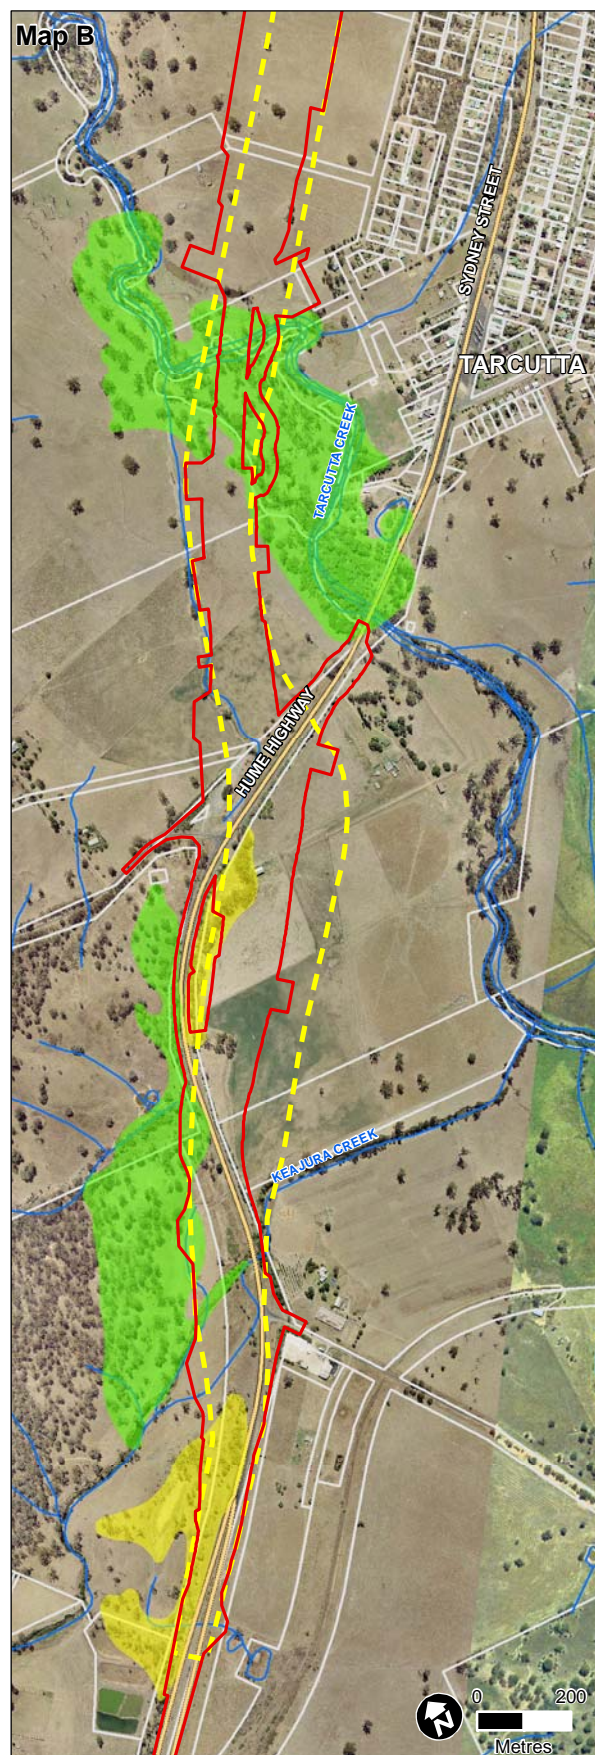 Map B
SYDNEY STREET
TARCUTTA
TARCUTTA CREEK
HUME HIGHWAY
KEAJURA CREEK
N
0 200
Metres